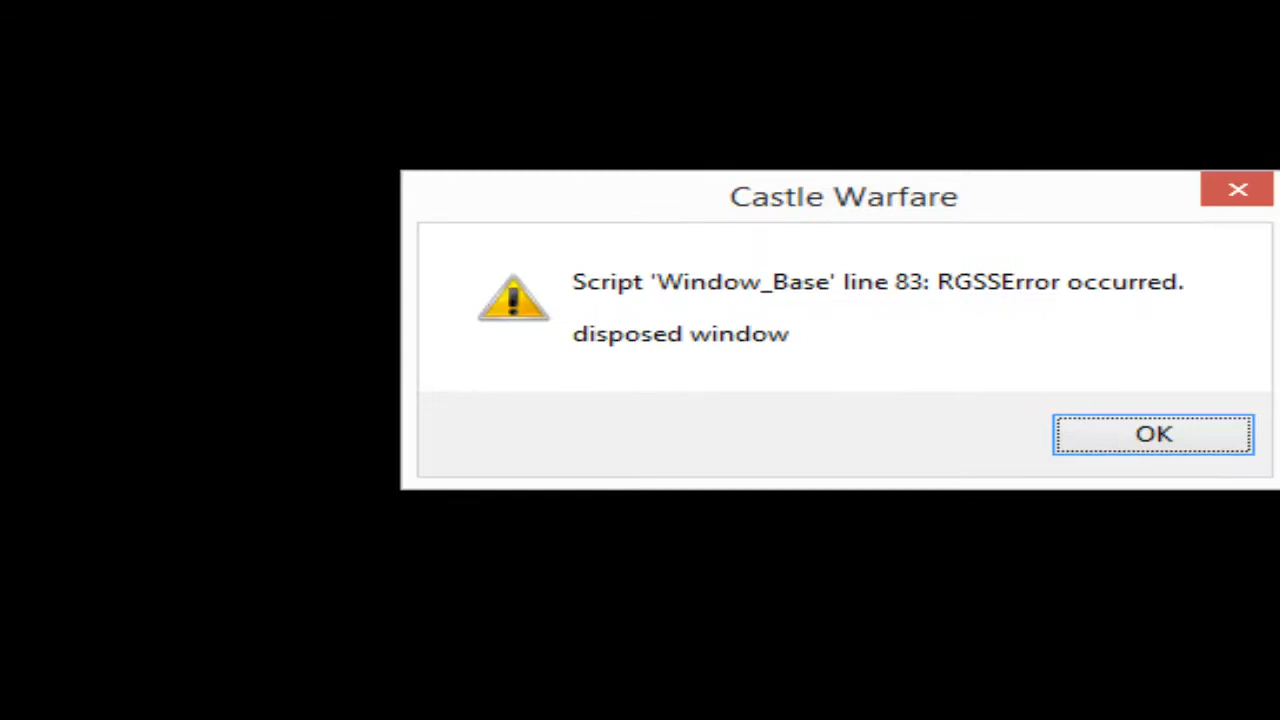 Castle Warfare
Script 'Window_Base' line 83: RGSSError occurred.
disposed window
OK